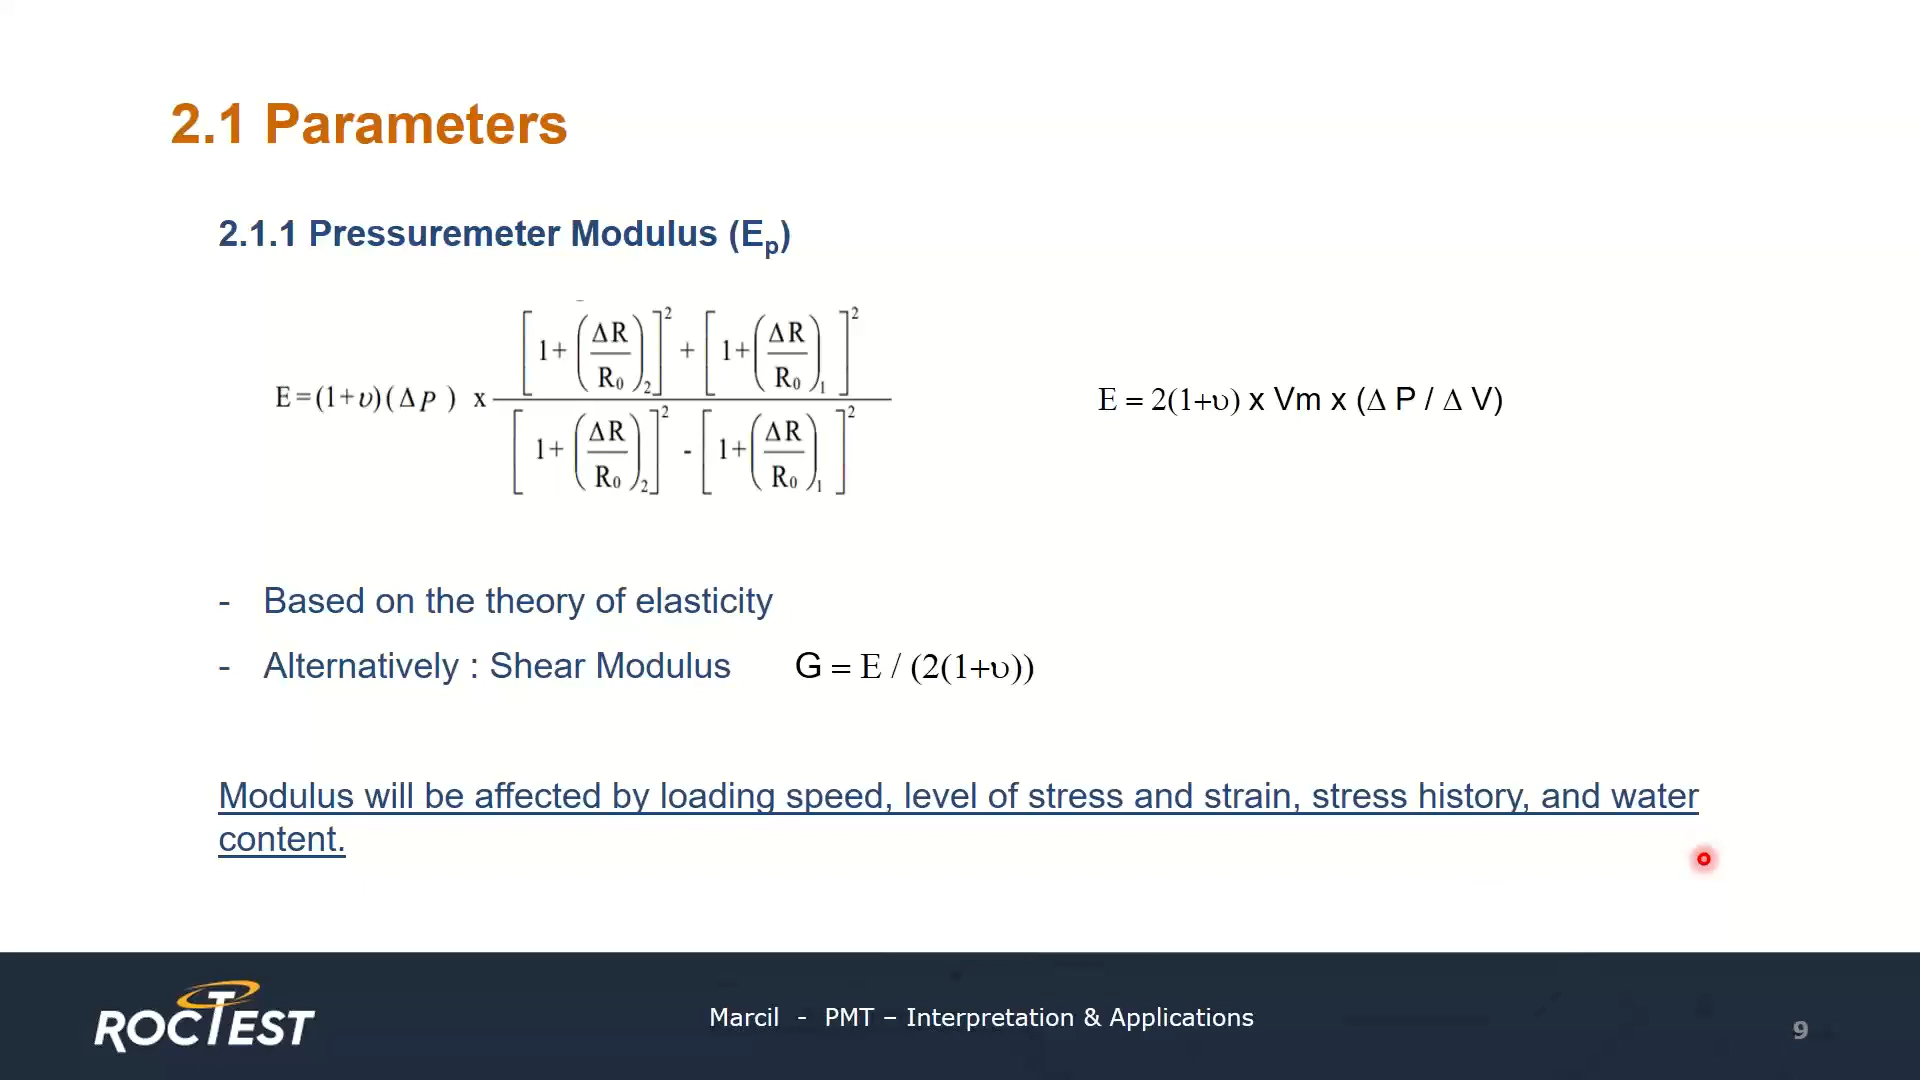 2.1 Parameters
2.1.1 Pressuremeter Modulus (Ep)
E=(1+υ)(ΔP) x [1+(ΔR/R0)2]² + [1+(ΔR/R0)1]² / [1+(ΔR/R0)2]² - [1+(ΔR/R0)1]²
E = 2(1+υ) x Vm x (Δ P / Δ V)
- Based on the theory of elasticity
- Alternatively : Shear Modulus G = E / (2(1+υ))
Modulus will be affected by loading speed, level of stress and strain, stress history, and water
content.
ROCTEST
Marcil - PMT – Interpretation & Applications
9